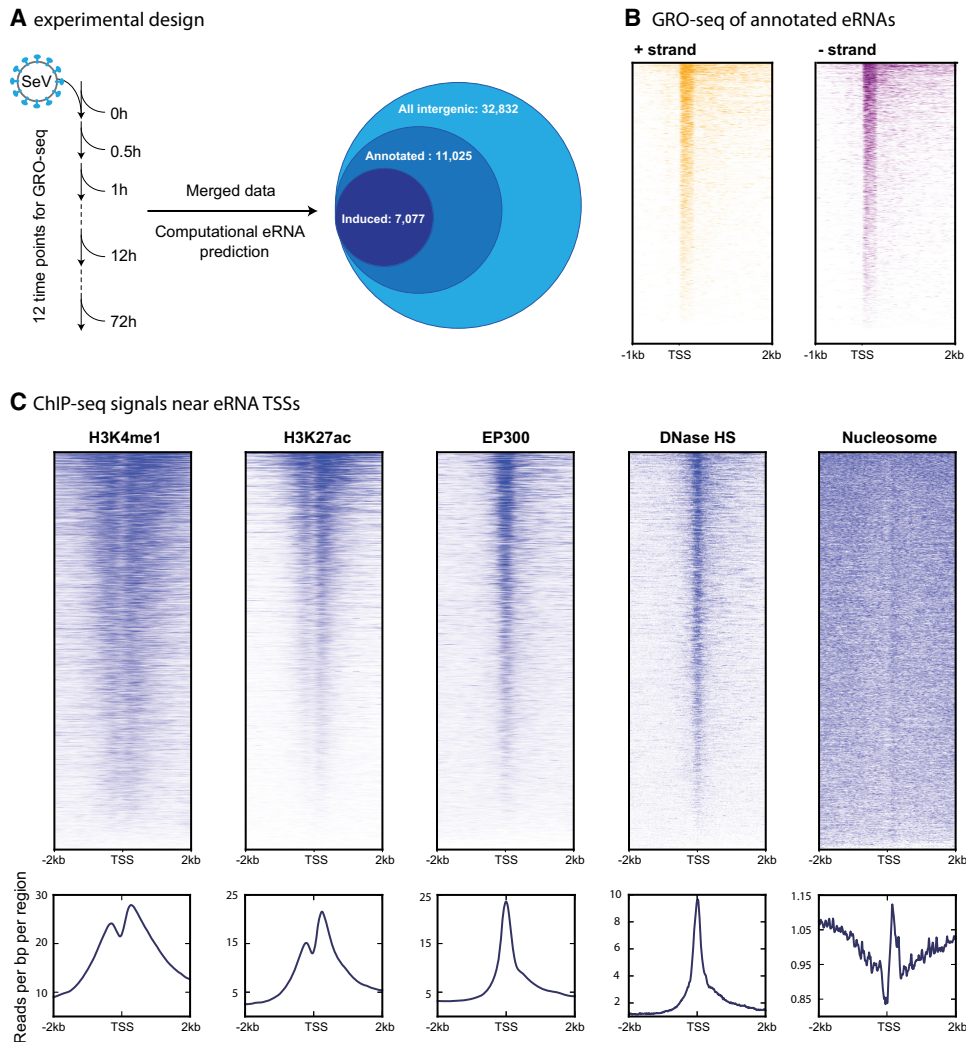 A experimental design
SeV
12 time points for GRO-seq
0h
0.5h
1h
12h
72h
Merged data
Computational eRNA
prediction
All intergenic: 32,832
Annotated : 11,025
Induced: 7,077
B GRO-seq of annotated eRNAs
+ strand - strand
-1kb TSS 2kb -1kb TSS 2kb
C ChIP-seq signals near eRNA TSSs
H3K4me1 H3K27ac EP300 DNase HS Nucleosome
-2kb TSS 2kb -2kb TSS 2kb -2kb TSS 2kb -2kb TSS 2kb -2kb TSS 2kb
Reads per bp per region
30
20
10
-2kb TSS 2kb
25
15
5
-2kb TSS 2kb
25
15
5
-2kb TSS 2kb
10
8
6
4
2
-2kb TSS 2kb
1.15
1.05
0.95
0.85
-2kb TSS 2kb